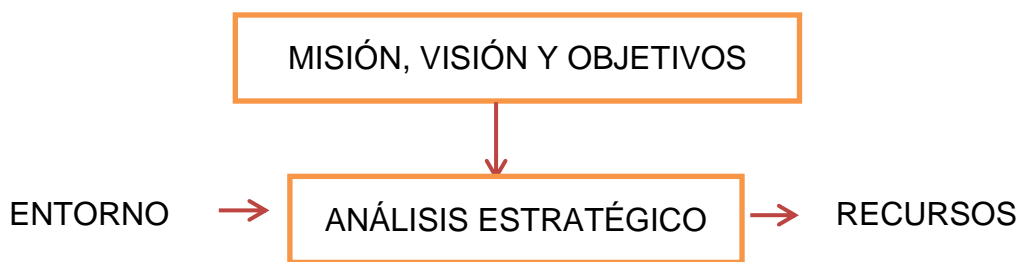 MISIÓN, VISIÓN Y OBJETIVOS
ENTORNO
ANÁLISIS ESTRATÉGICO
RECURSOS